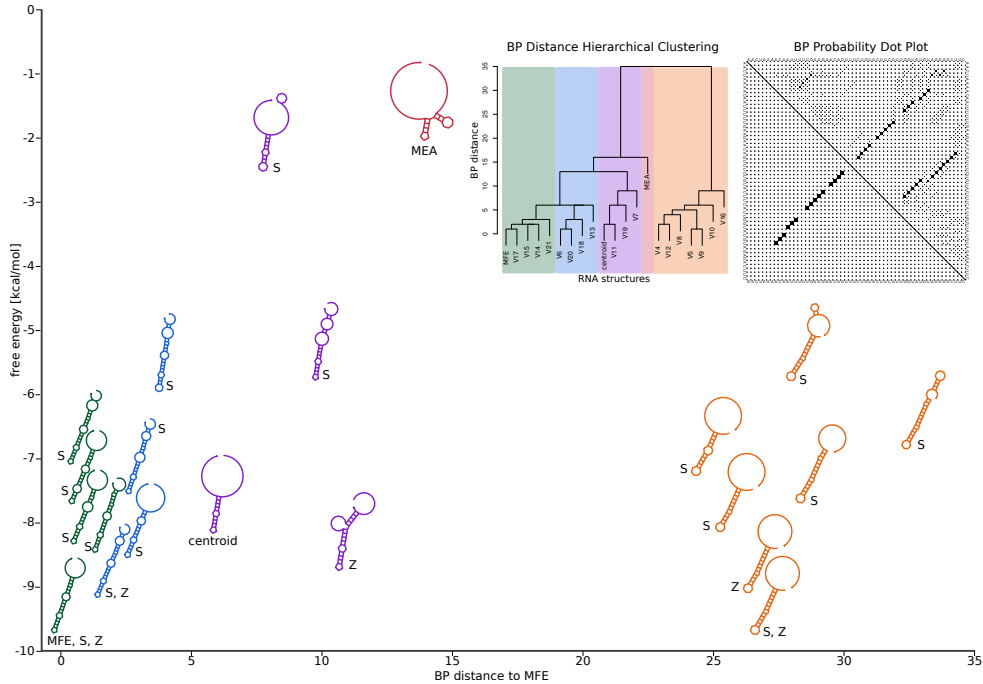 0
-1
-2
-3
-4
-5
-6
-7
-8
-9
-10
free energy [kcal/mol]
0
5
10
15
20
25
30
35
BP distance to MFE
S
MEA
S
S
S
S
S
S
S
S
centroid
S, Z
Z
MFE, S, Z
S
S
S
S
S
Z
S, Z
BP Distance Hierarchical Clustering
BP distance
35
30
25
20
15
10
5
0
MFE
V17
V15
V14
V21
V6
V20
V18
V13
centroid
V11
V19
V7
MEA
V4
V12
V8
V5
V9
V10
V16
RNA structures
BP Probability Dot Plot